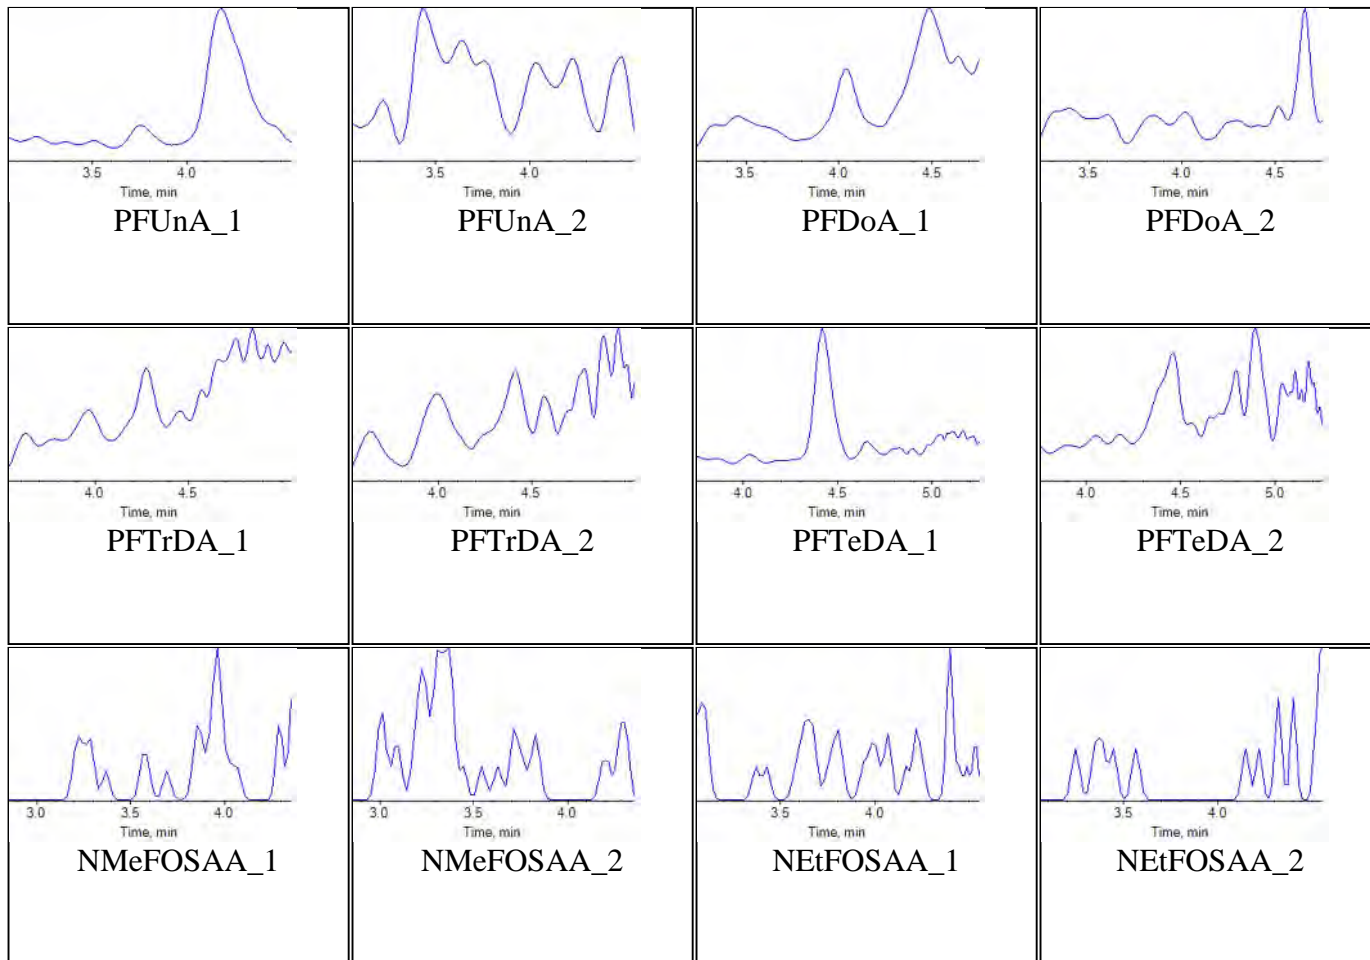 3.5 4.0
Time, min
PFUnA_1
3.5 4.0
Time, min
PFUnA_2
3.5 4.0 4.5
Time, min
PFDoA_1
3.5 4.0 4.5
Time, min
PFDoA_2
4.0 4.5
Time, min
PFTrDA_1
4.0 4.5
Time, min
PFTrDA_2
4.0 4.5 5.0
Time, min
PFTeDA_1
4.0 4.5 5.0
Time, min
PFTeDA_2
3.0 3.5 4.0
Time, min
NMeFOSAA_1
3.0 3.5 4.0
Time, min
NMeFOSAA_2
3.5 4.0
Time, min
NEtFOSAA_1
3.5 4.0
Time, min
NEtFOSAA_2